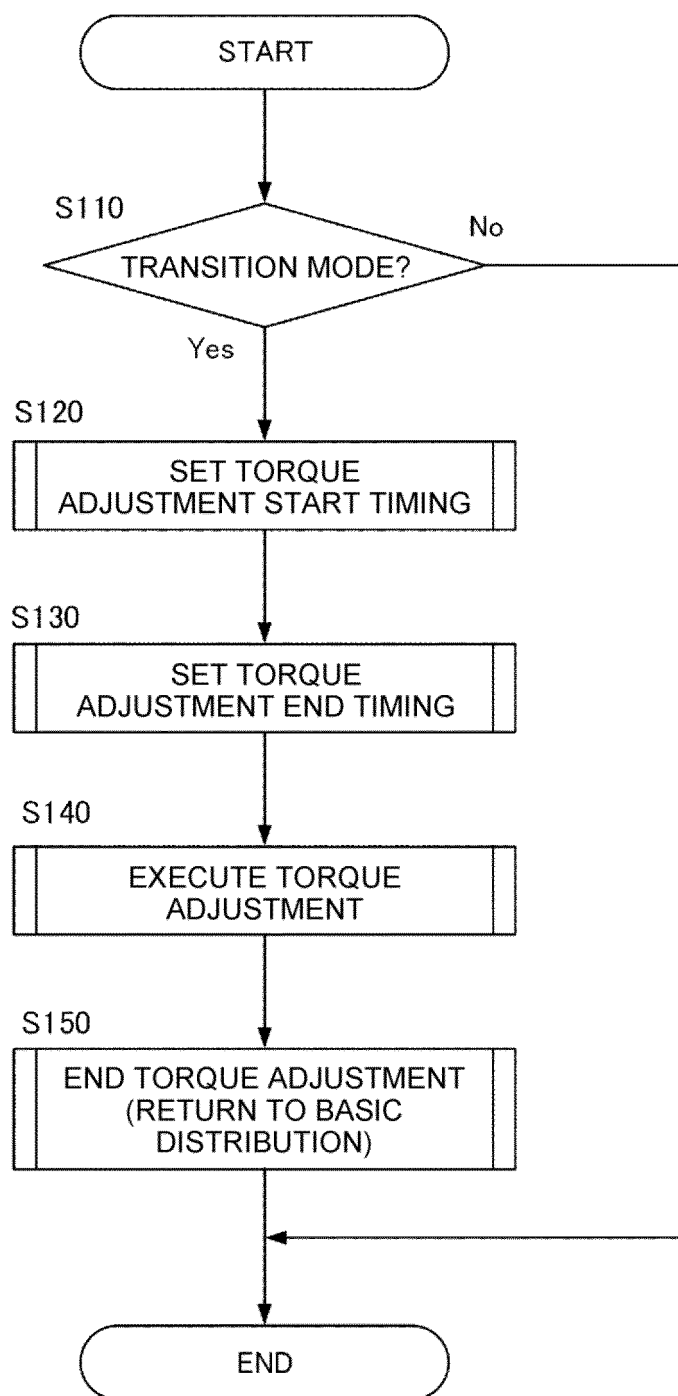 START
S110
No
TRANSITION MODE?
Yes
S120
SET TORQUE
ADJUSTMENT START TIMING
S130
SET TORQUE
ADJUSTMENT END TIMING
S140
EXECUTE TORQUE
ADJUSTMENT
S150
END TORQUE ADJUSTMENT
(RETURN TO BASIC
DISTRIBUTION)
END